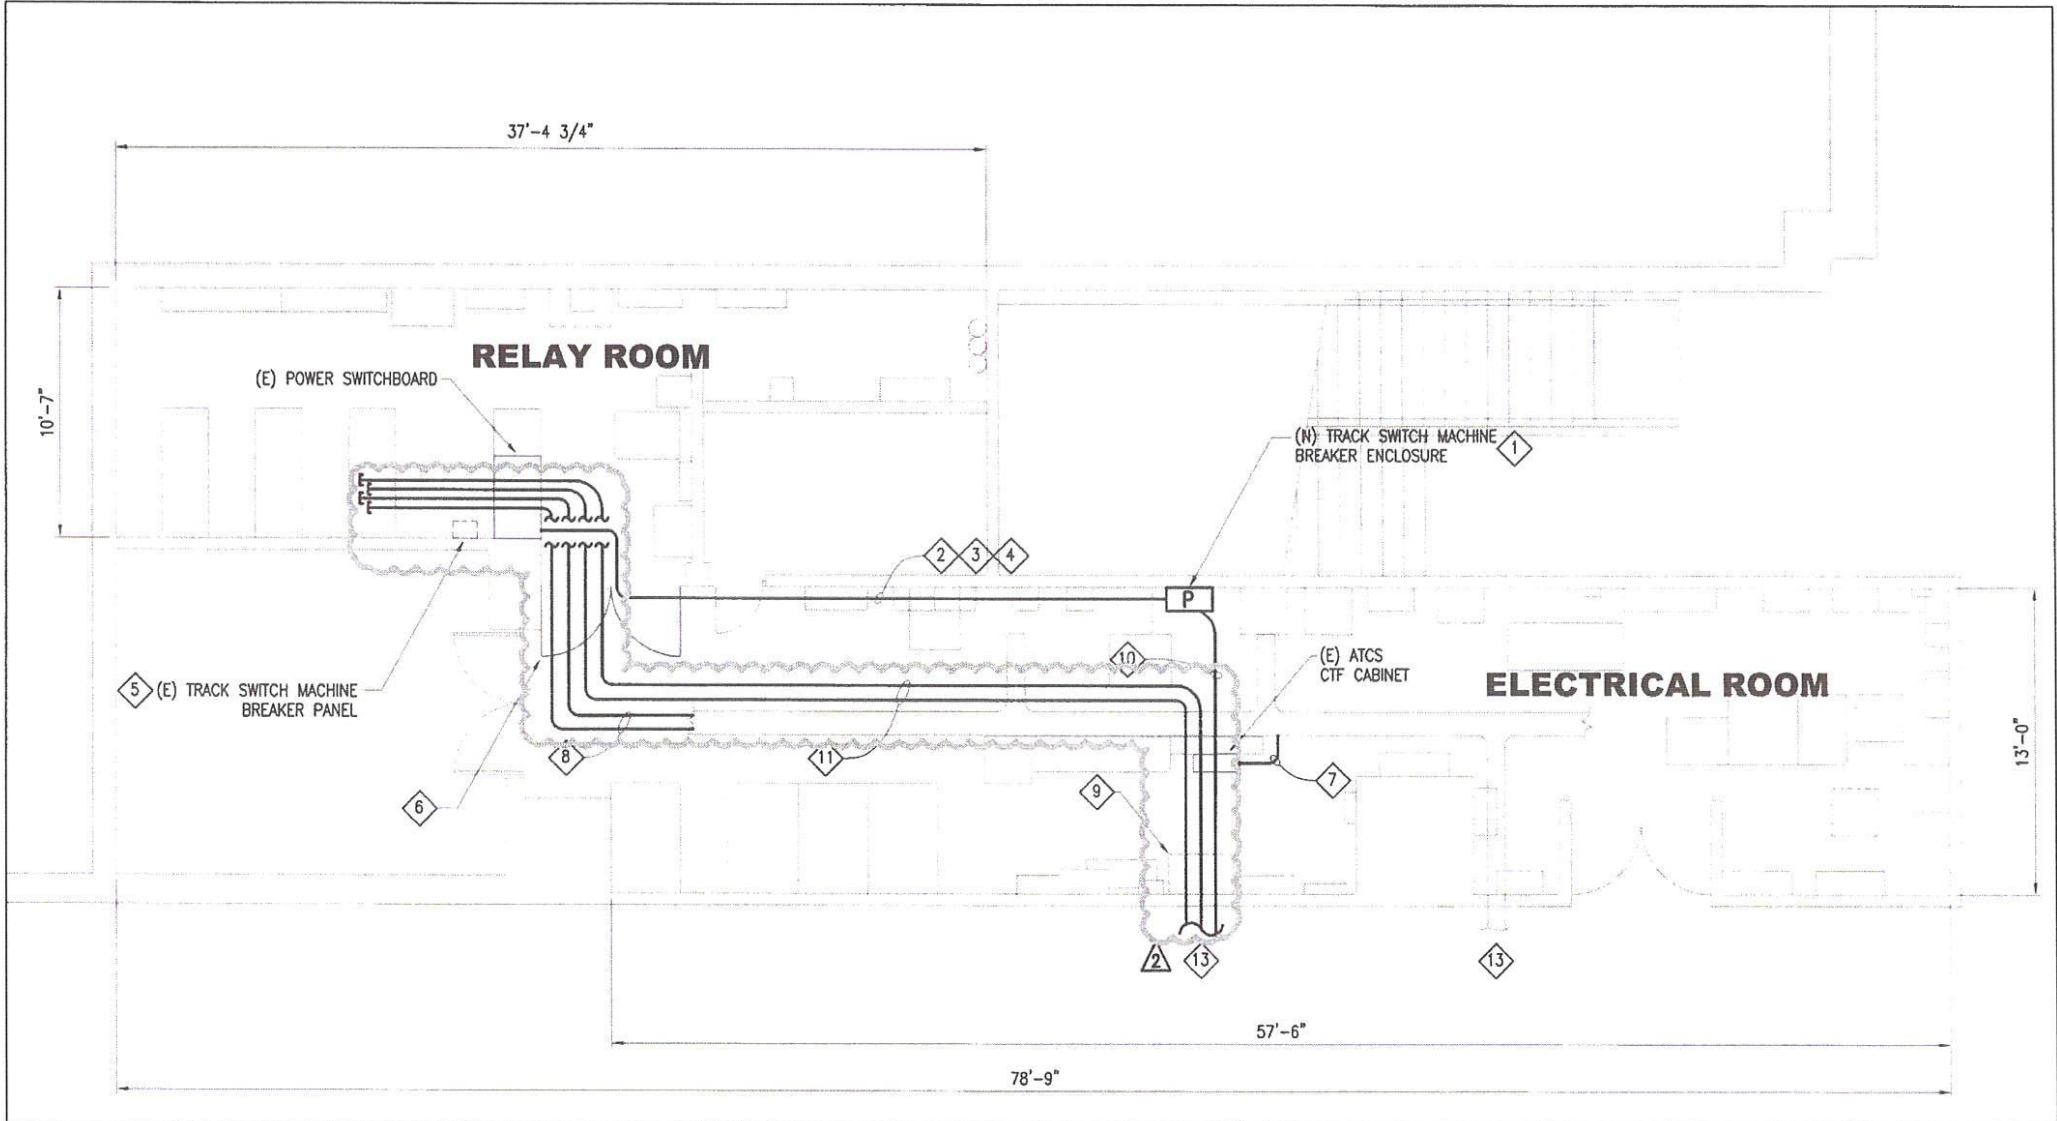 37'-4 3/4"
RELAY ROOM
(E) POWER SWITCHBOARD
10'-7"
(N) TRACK SWITCH MACHINE
BREAKER ENCLOSURE
1
2 3 4
P
5
(E) TRACK SWITCH MACHINE
BREAKER PANEL
10
(E) ATCS
CTF CABINET
ELECTRICAL ROOM
13'-0"
8
11
7
6
9
2
13
13
57'-6"
78'-9"